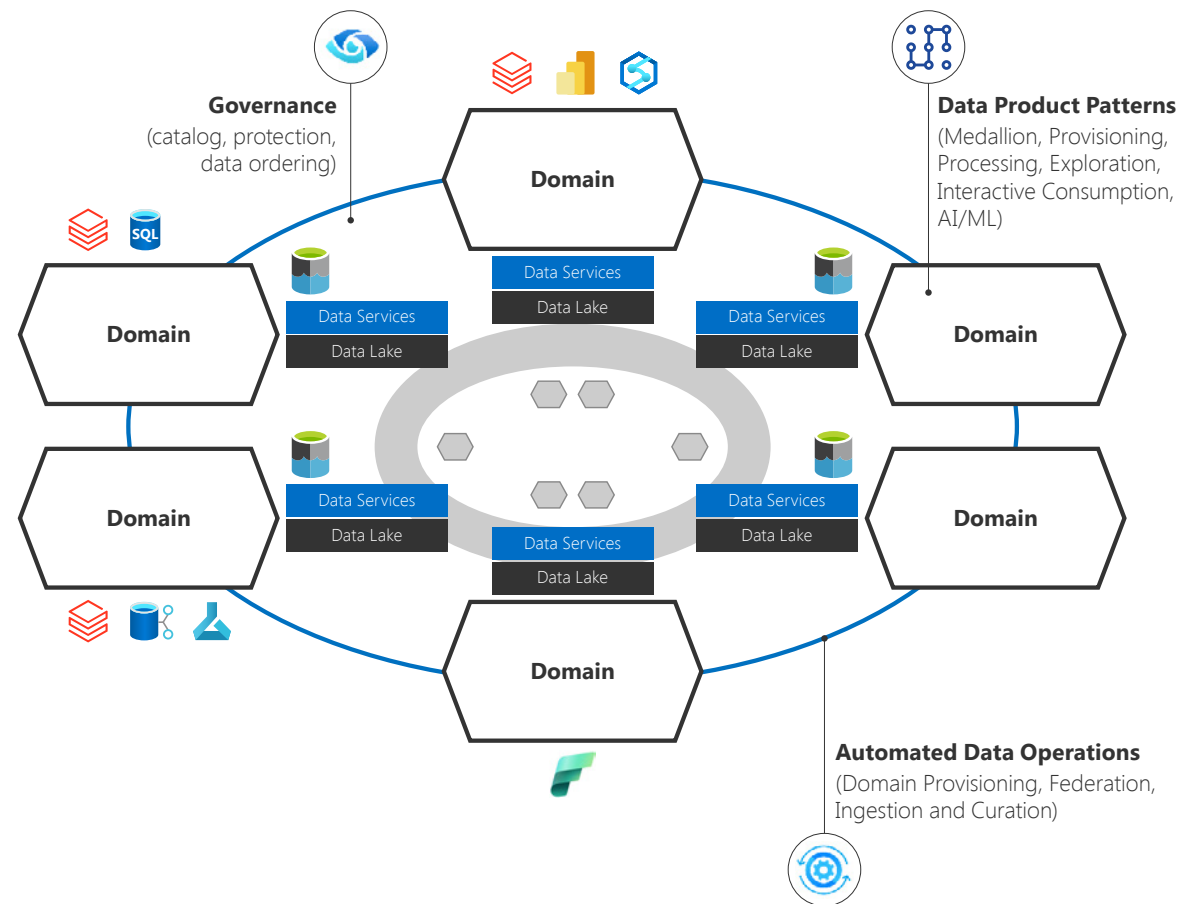 Governance
(catalog, protection,
data ordering)
Data Product Patterns
(Medallion, Provisioning,
Processing, Exploration,
Interactive Consumption,
AI/ML)
Domain
Data Services
Data Lake
SQL
Domain
Data Services
Data Lake
Domain
Data Services
Data Lake
Domain
Data Services
Data Lake
Domain
Data Services
Data Lake
Domain
Data Services
Data Lake
Automated Data Operations
(Domain Provisioning, Federation,
Ingestion and Curation)